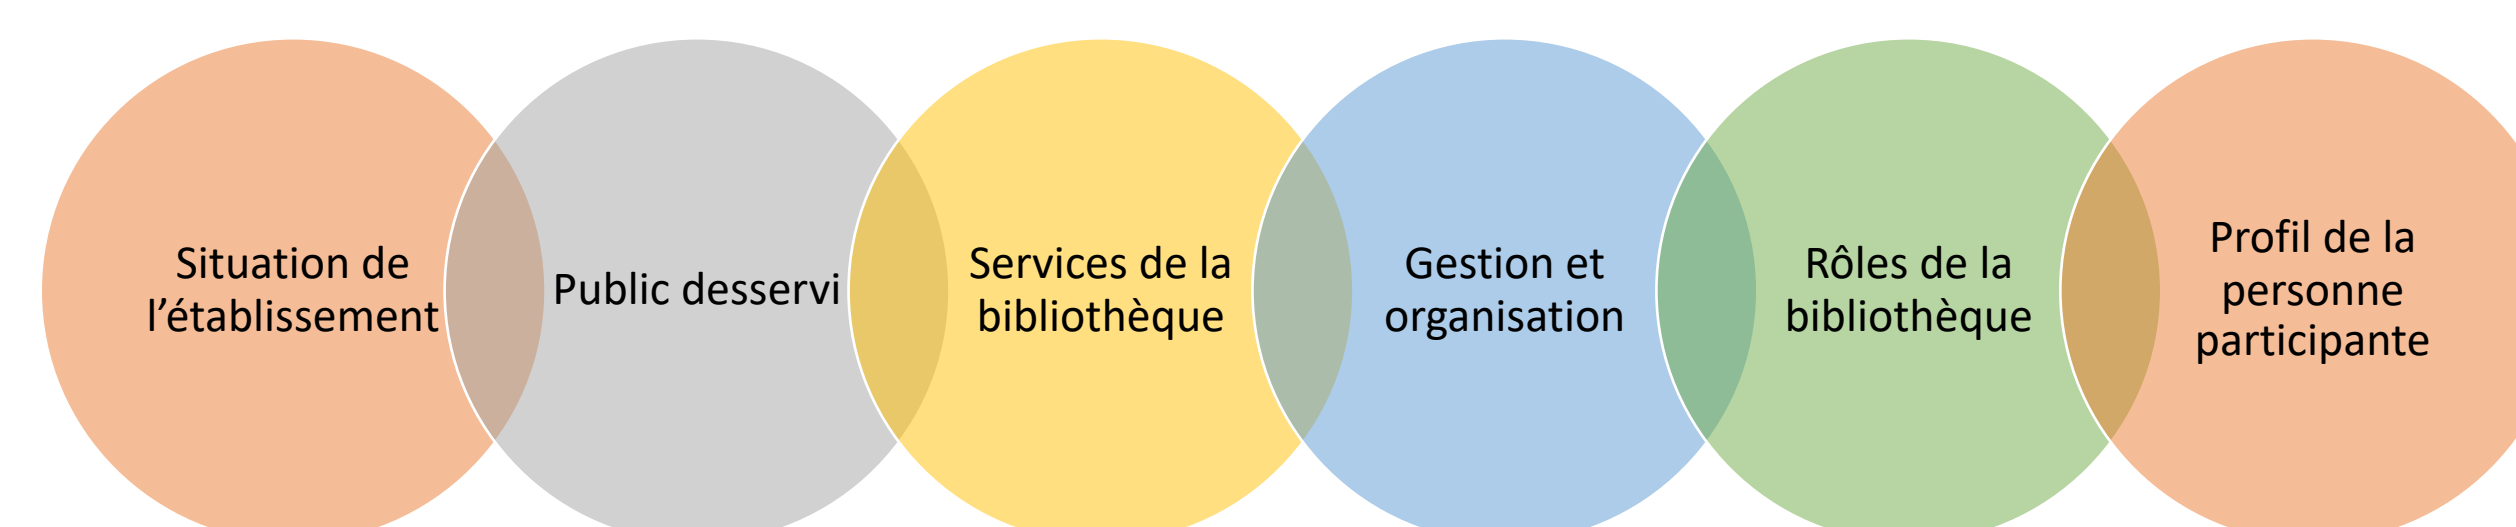 Situation de
l’établissement
Public desservi
Services de la
bibliothèque
Gestion et
organisation
Rôles de la
bibliothèque
Profil de la
personne
participante